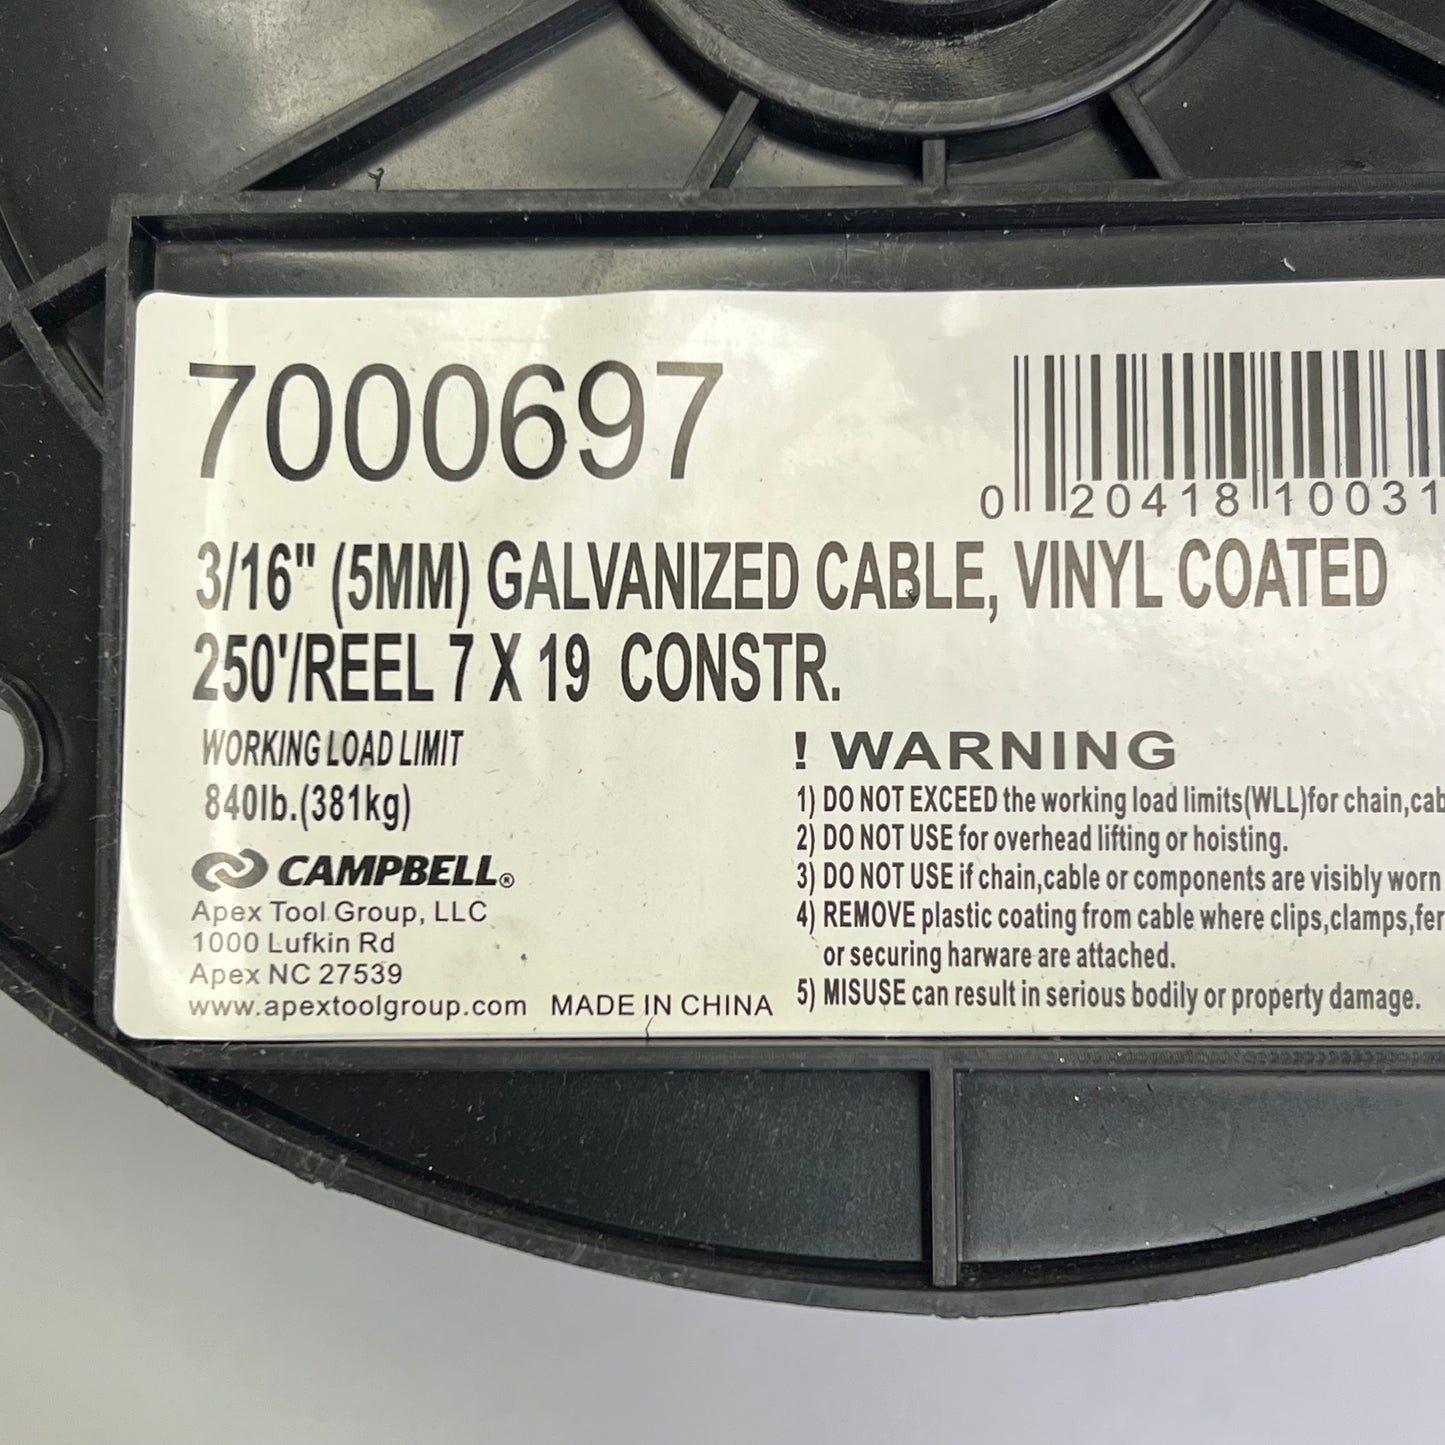 7000697
0 20418 10031
3/16" (5MM) GALVANIZED CABLE, VINYL COATED
250'/REEL 7 X 19 CONSTR.
WORKING LOAD LIMIT
840lb.(381kg)
CAMPBELL®
Apex Tool Group, LLC
1000 Lufkin Rd
Apex NC 27539
www.apextoolgroup.com MADE IN CHINA
! WARNING
1) DO NOT EXCEED the working load limits(WLL)for chain,
2) DO NOT USE for overhead lifting or hoisting.
3) DO NOT USE if chain,cable or components are visibly worn
4) REMOVE plastic coating from cable where clips,clamps,
or securing harware are attached.
5) MISUSE can result in serious bodily or property damage.